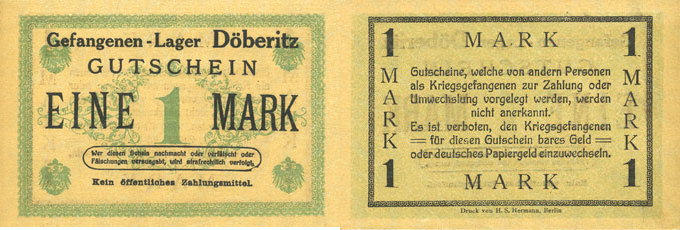 Gefangenen-Lager Döberitz
GUTSCHEIN
EINE 1 MARK
Wer diesen Schein nachmacht oder verfälscht oder
Fälschungen verausgabt, wird strafrechtlich verfolgt.
Kein öffentliches Zahlungsmittel.
1 MARK 1
MARK
Gutscheine, welche von andern Personen
als Kriegsgefangenen zur Zahlung oder
Umwechslung vorgelegt werden, werden
nicht anerkannt.
Es ist verboten, den Kriegsgefangenen
für diesen Gutschein bares Geld
oder deutsches Papiergeld einzuwechseln.
MARK
1 MARK 1
Druck von H. S. Hermann, Berlin